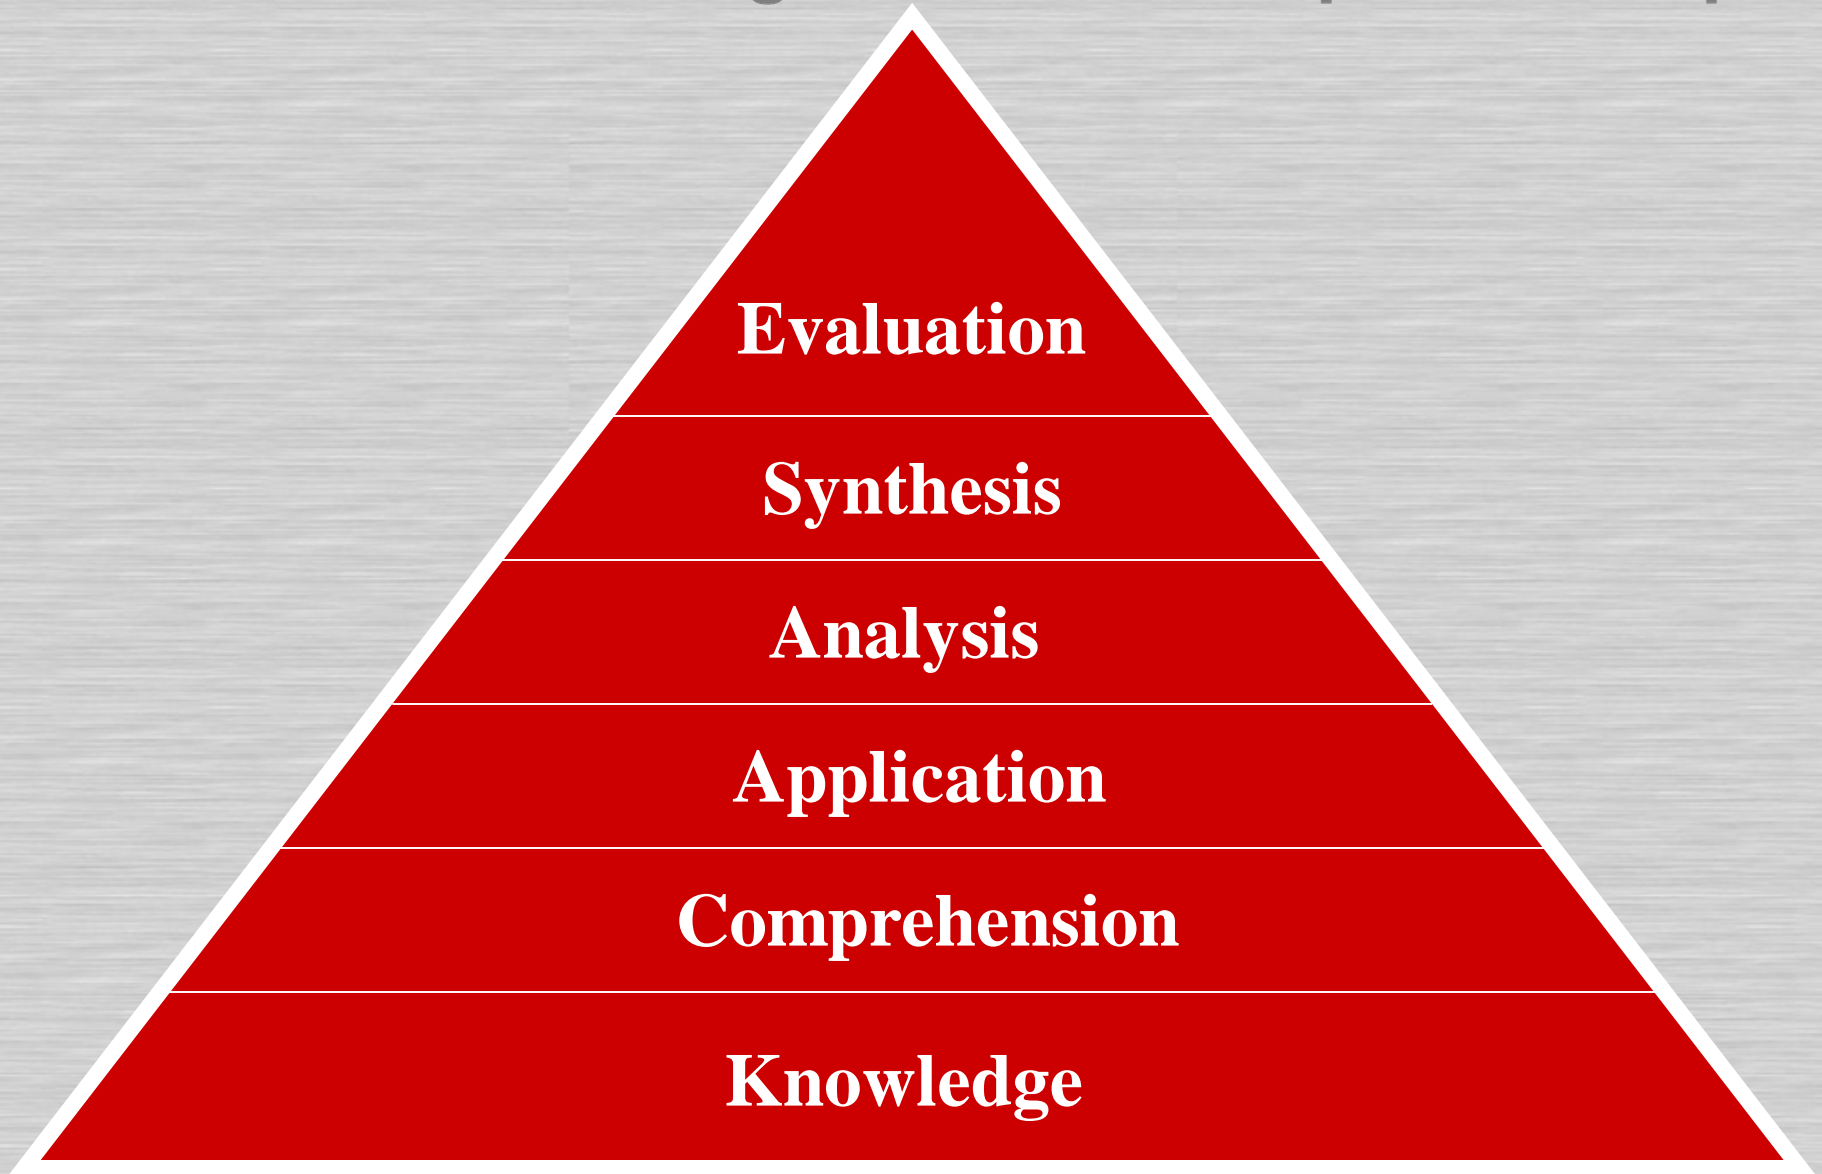 Evaluation
Synthesis
Analysis
Application
Comprehension
Knowledge